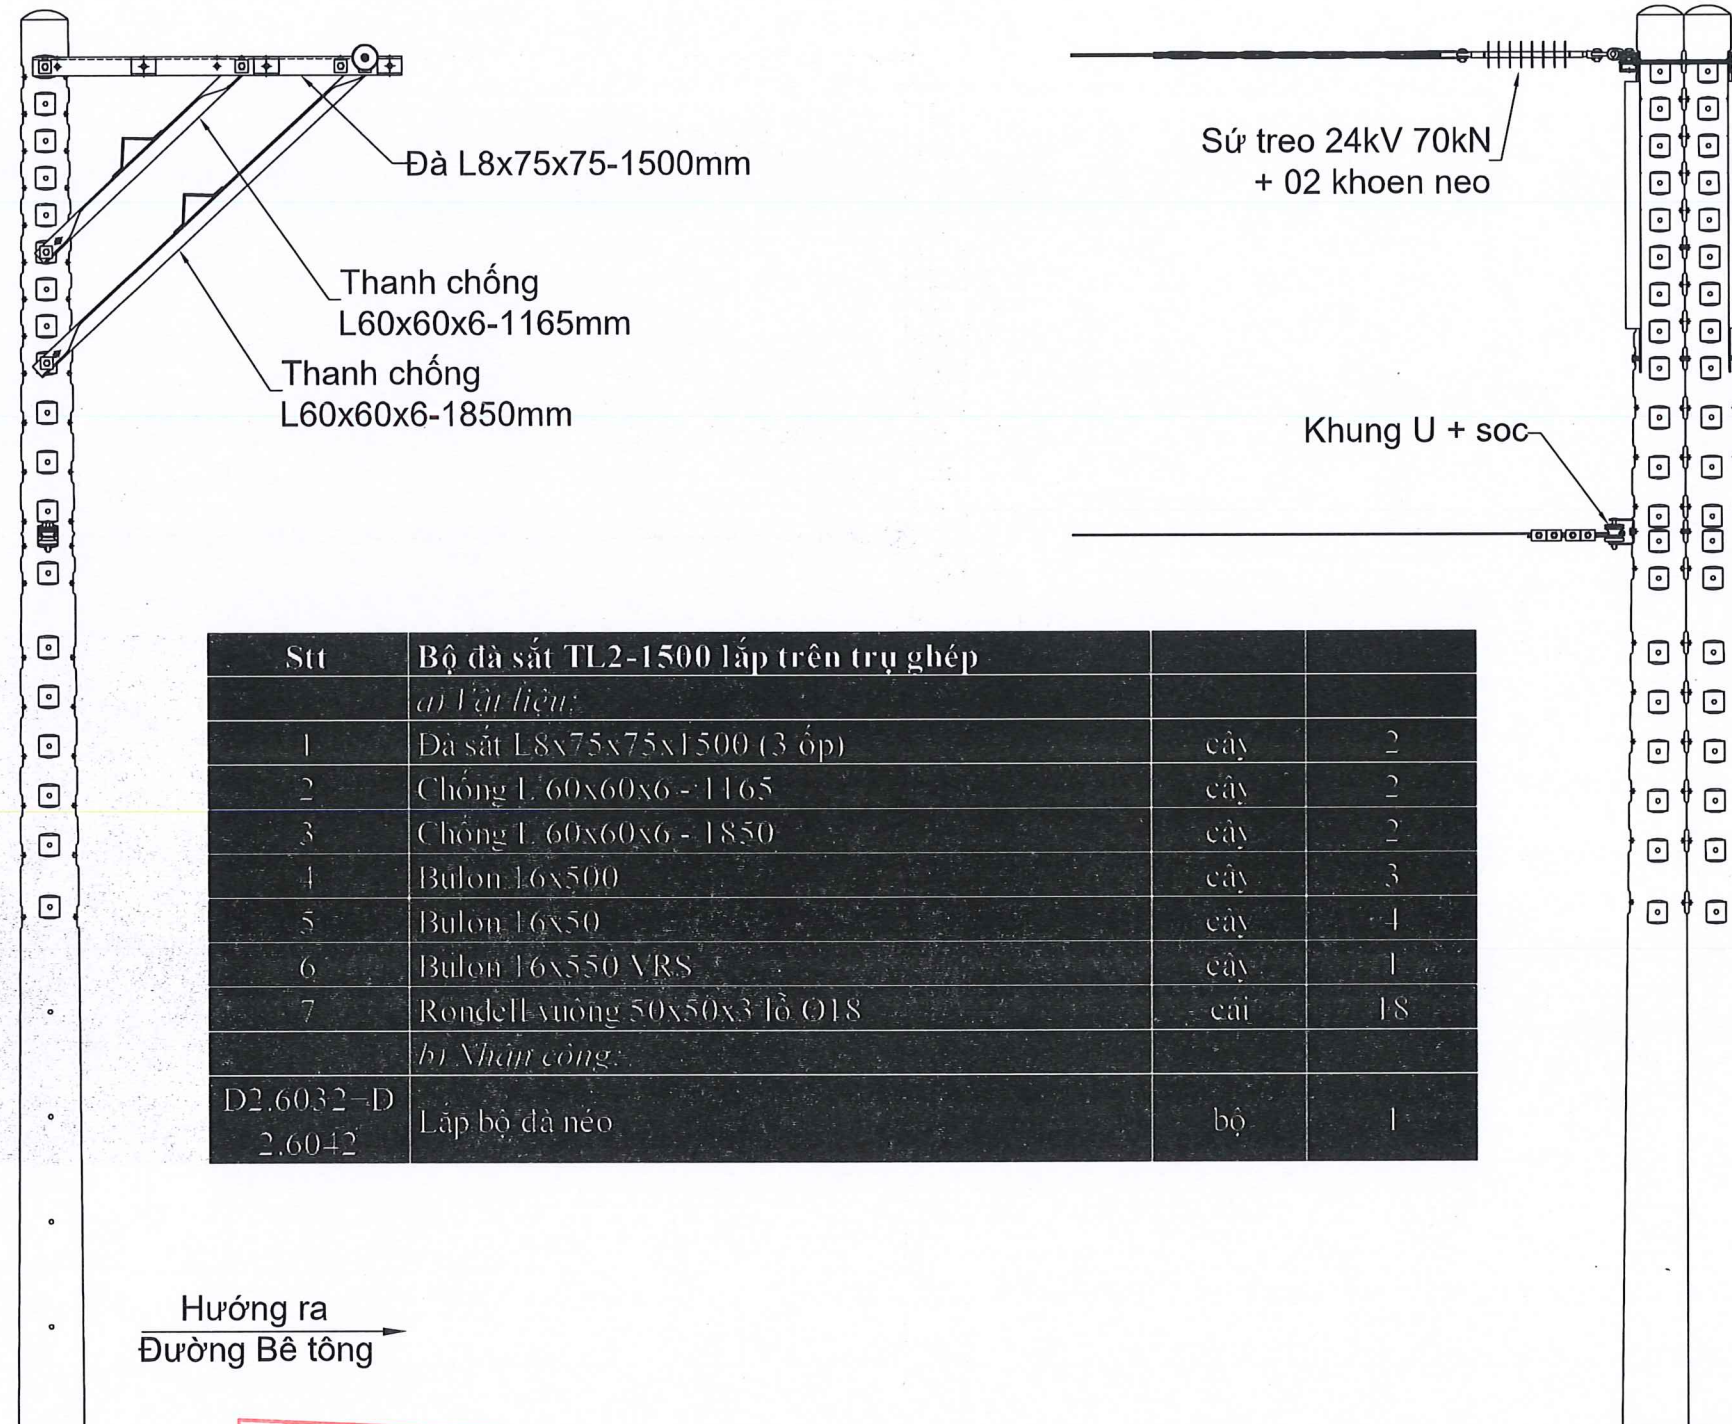 Đà L8x75x75-1500mm
Thanh chống
L60x60x6-1165mm
Thanh chống
L60x60x6-1850mm
Sứ treo 24kV 70kN
+ 02 khoen neo
Khung U + soc
Stt Bộ đà sắt TL2-1500 lắp trên trụ ghép
a) Vật liệu:
1 Đà sắt L8x75x75x1500 (3 ốp) cây 2
2 Chống L 60x60x6 - 1165 cây 2
3 Chống L 60x60x6 - 1850 cây 2
4 Bulon 16x500 cây 3
5 Bulon 16x50 cây 4
6 Bulon 16x550 VRS cây 1
7 Rondell vuông 50x50x3 lỗ Ø18 cái 18
b) Nhân công:
D2.6032-D
2.6042
Lắp bộ đà néo bộ 1
Hướng ra
Đường Bê tông